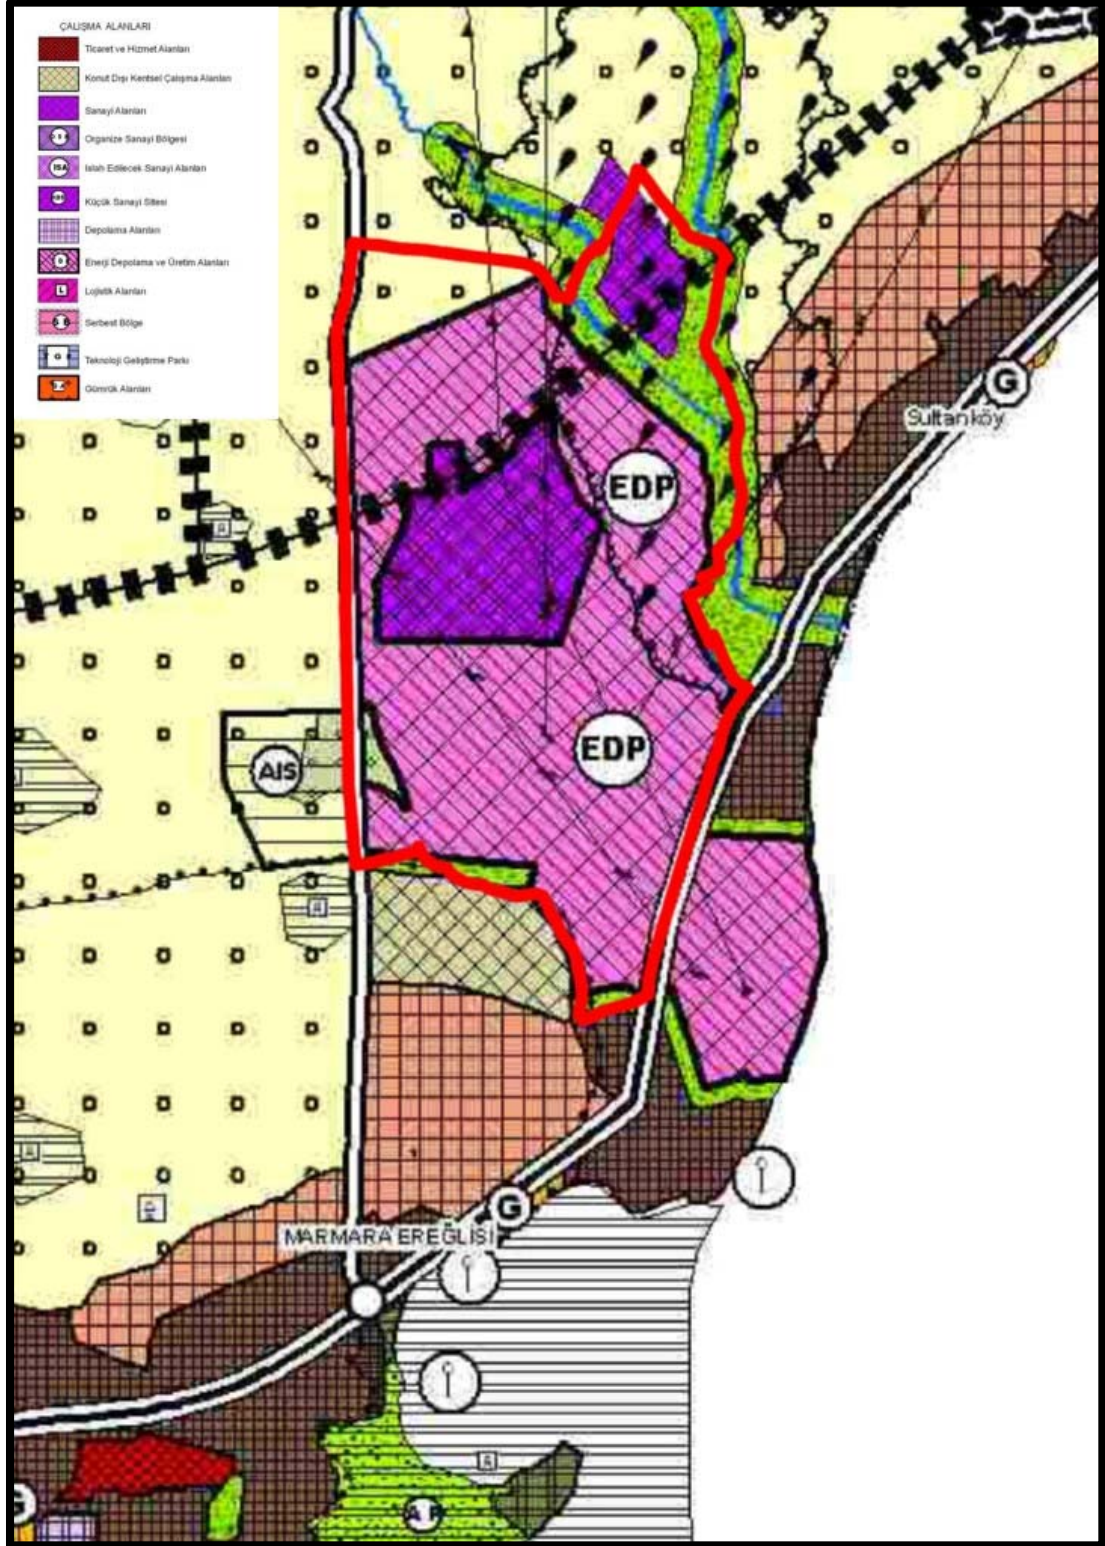 ÇALIŞMA ALANLARI
Ticaret ve Hizmet Alanları
Konut Dışı Kentsel Çalışma Alanları
Sanayi Alanları
Organize Sanayi Bölgesi
ISA
Islah Edilecek Sanayi Alanları
Küçük Sanayi Sitesi
Depolama Alanları
Enerji Depolama ve Üretim Alanları
L
Lojistik Alanları
Serbest Bölge
G
Teknoloji Geliştirme Parkı
Gümrük Alanları
G
Sultanköy
EDP
A
EDP
AIS
A
A
G
MARMARA EREĞLİSİ
A
A P
G